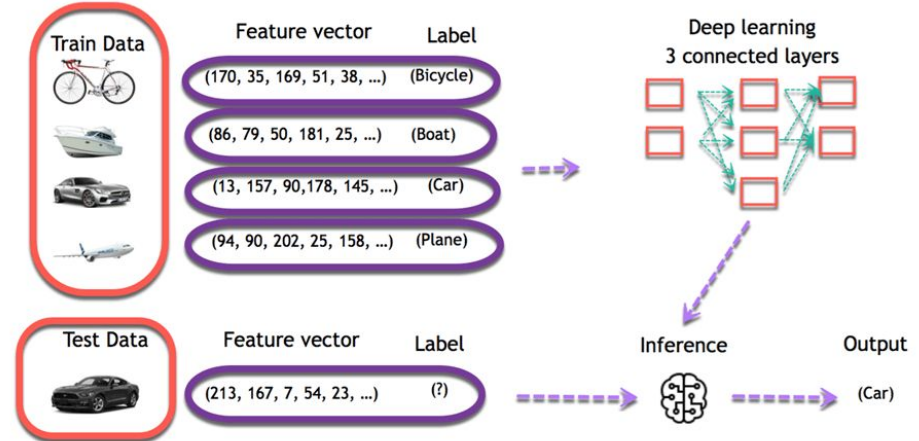 Train Data
Feature vector
Label
(170, 35, 169, 51, 38, ...)
(Bicycle)
(86, 79, 50, 181, 25, ...)
(Boat)
(13, 157, 90,178, 145, ...)
(Car)
(94, 90, 202, 25, 158, ...)
(Plane)
Deep learning
3 connected layers
Test Data
Feature vector
Label
(213, 167, 7, 54, 23, ...)
(?)
Inference
Output
(Car)